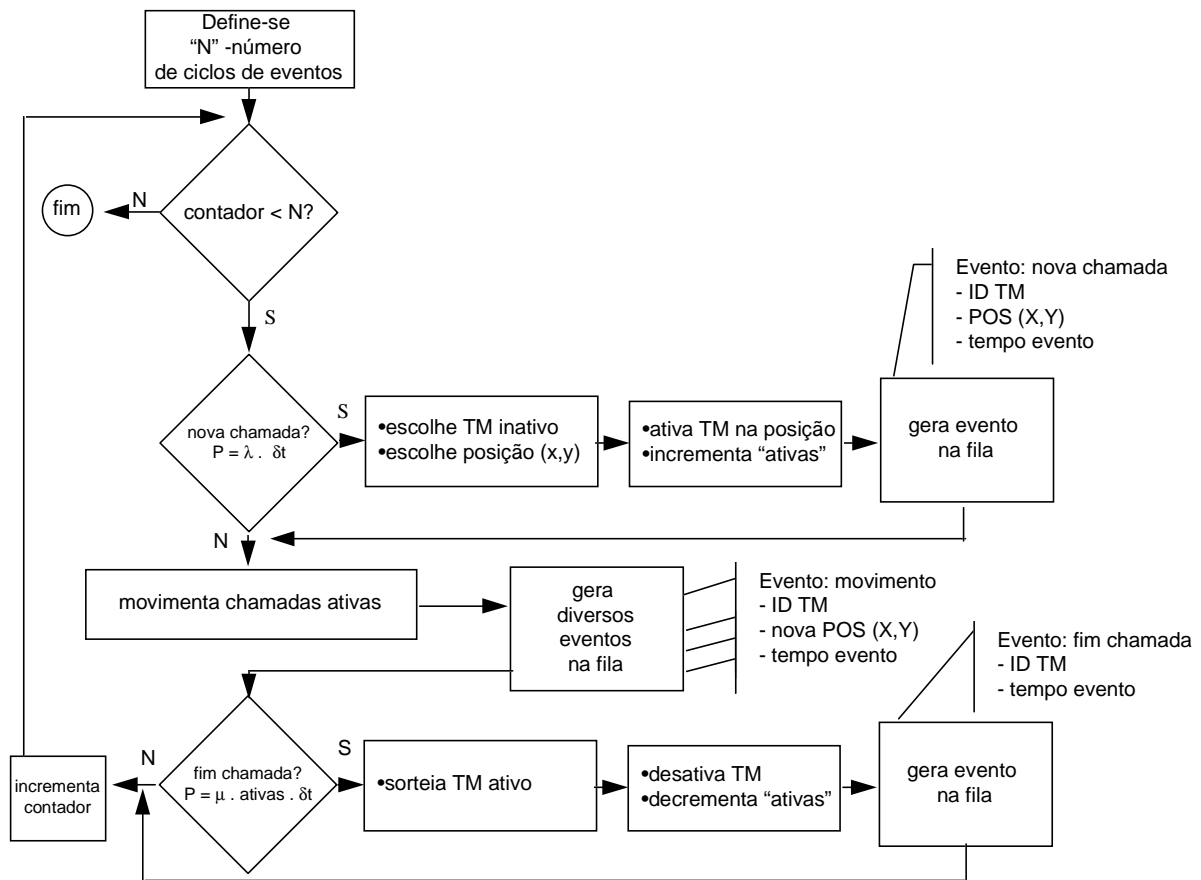 Define-se
“N” -número
de ciclos de eventos
N
fim
contador < N?
S
Evento: nova chamada
- ID TM
- POS (X,Y)
- tempo evento
nova chamada?
P = λ . δt
S
•escolhe TM inativo
•escolhe posição (x,y)
•ativa TM na posição
•incrementa “ativas”
gera evento
na fila
N
movimenta chamadas ativas
gera
diversos
eventos
na fila
Evento: movimento
- ID TM
- nova POS (X,Y)
- tempo evento
Evento: fim chamada
- ID TM
- tempo evento
incrementa
contador
N
fim chamada?
P = μ . ativas . δt
S
•sorteia TM ativo
•desativa TM
•decrementa “ativas”
gera evento
na fila